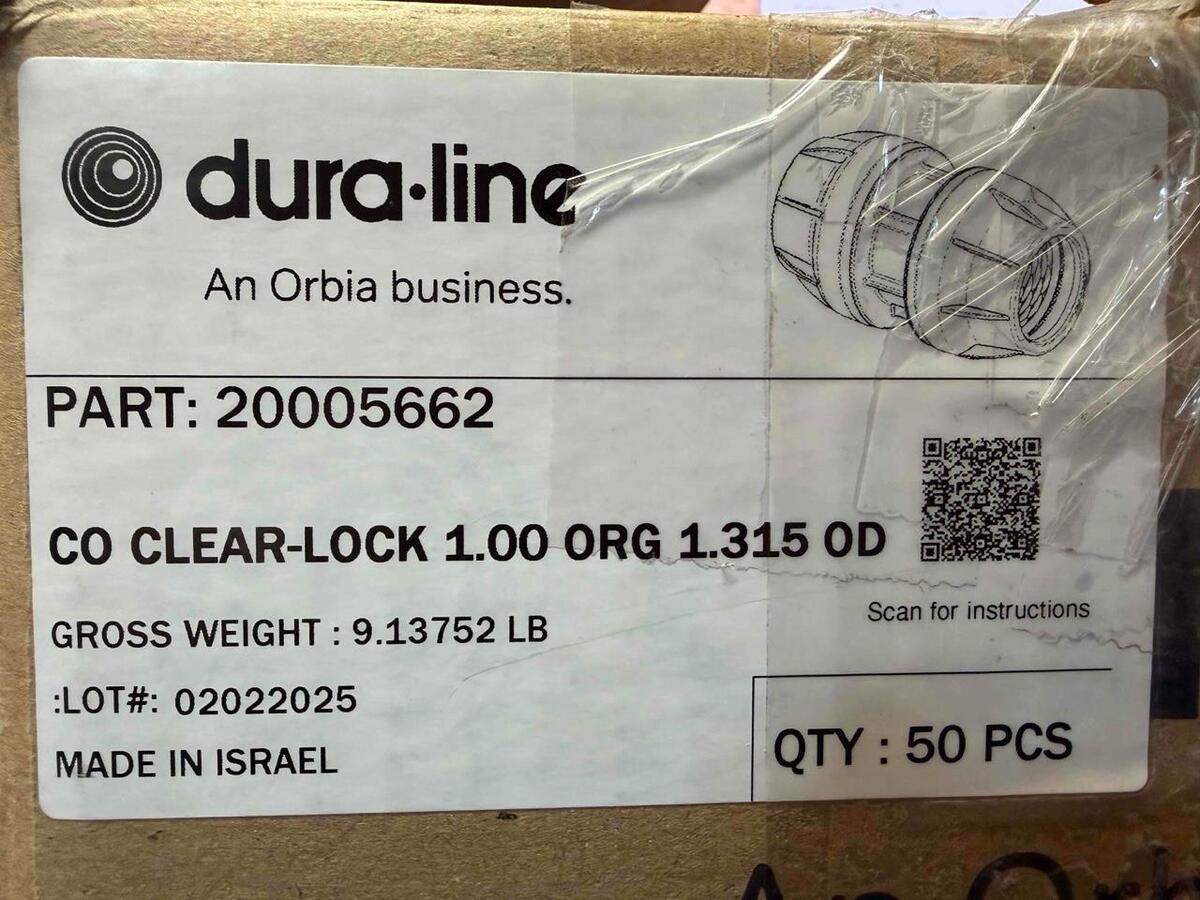 dura·line
An Orbia business.
PART: 20005662
CO CLEAR-LOCK 1.00 ORG 1.315 OD
Scan for instructions
GROSS WEIGHT : 9.13752 LB
:LOT#: 02022025
MADE IN ISRAEL
QTY : 50 PCS